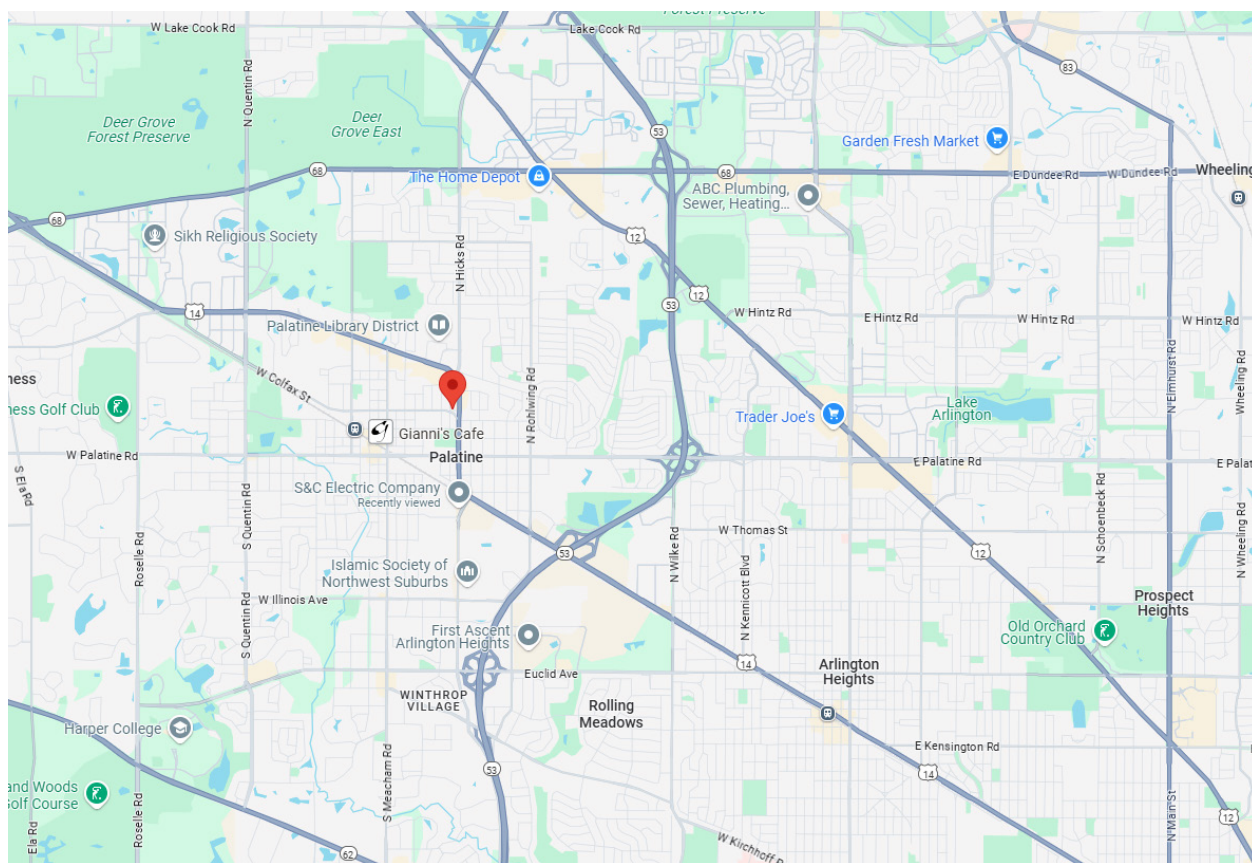 Forest Preserve
W Lake Cook Rd
Lake Cook Rd
83
N Quentin Rd
Deer Grove
Forest Preserve
Deer
Grove East
53
Garden Fresh Market
68
The Home Depot
68
E Dundee Rd
W Dundee Rd
Wheeling
ABC Plumbing,
Sewer, Heating...
68
Sikh Religious Society
N Hicks Rd
12
12
53
14
W Hintz Rd
E Hintz Rd
W Hintz Rd
W Hintz Rd
Palatine Library District
N Elmhurst Rd
Wheeling Rd
W Colfax St
ness
ness Golf Club
N Rohlwing Rd
Lake
Arlington
Trader Joe's
Gianni's Cafe
W Palatine Rd
Palatine
E Palatine Rd
E Palat
S Ela Rd
S&C Electric Company
Recently viewed
S Quentin Rd
Roselle Rd
W Thomas St
N Schoenbeck Rd
N Wheeling Rd
53
12
N Wilke Rd
N Kennicott Blvd
Islamic Society of
Northwest Suburbs
W Illinois Ave
Prospect
Heights
S Quentin Rd
First Ascent
Arlington Heights
Old Orchard
Country Club
14
Arlington
Heights
Euclid Ave
WINTHROP
VILLAGE
Rolling
Meadows
Harper College
E Kensington Rd
S Meacham Rd
53
14
and Woods
Golf Course
Roselle Rd
Ela Rd
N Main St
12
W Kirchhoff
62